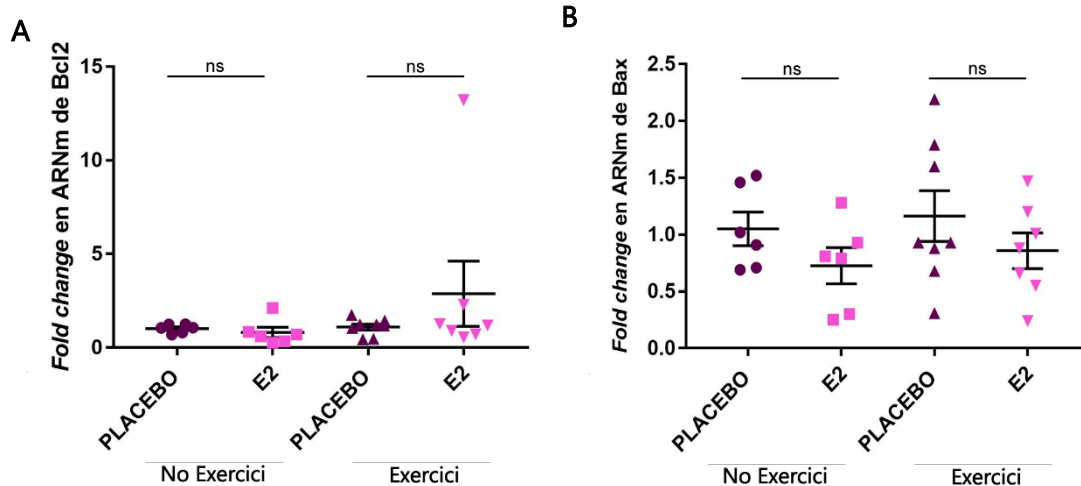 A
Fold change en ARNm de Bcl2
15
10
5
0
ns
ns
PLACEBO
E2
PLACEBO
E2
No Exercici
Exercici
B
Fold change en ARNm de Bax
2.5
2.0
1.5
1.0
0.5
0.0
ns
ns
PLACEBO
E2
PLACEBO
E2
No Exercici
Exercici